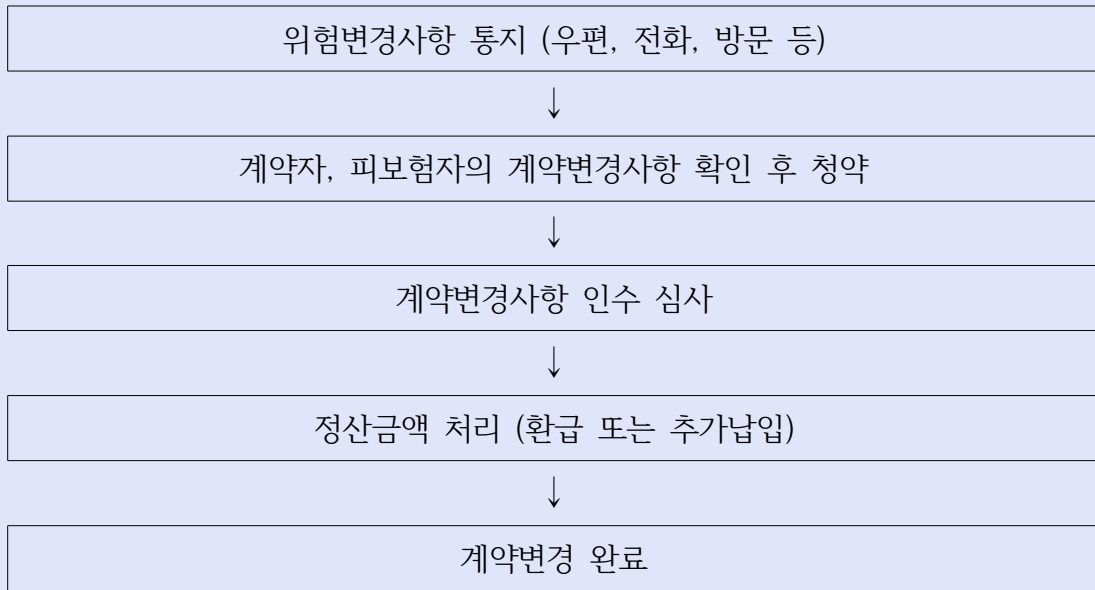 위험변경사항 통지 (우편, 전화, 방문 등)
↓
계약자, 피보험자의 계약변경사항 확인 후 청약
↓
계약변경사항 인수 심사
↓
정산금액 처리 (환급 또는 추가납입)
↓
계약변경 완료